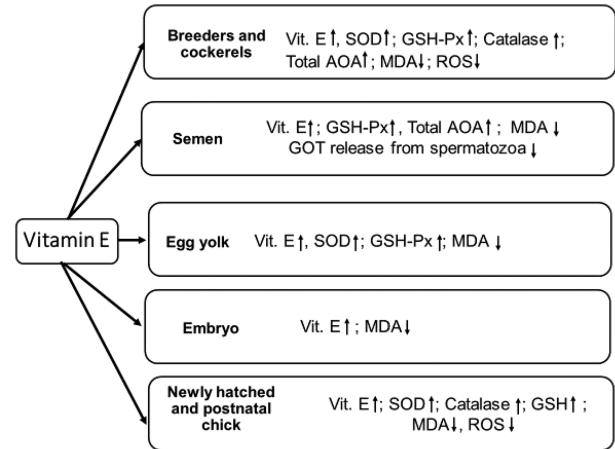 Breeders and
cockerels
Vit. E↑, SOD↑; GSH-Px↑; Catalase ↑;
Total AOA↑; MDA↓; ROS↓
Semen
Vit. E↑; GSH-Px↑, Total AOA↑ ; MDA ↓
GOT release from spermatozoa ↓
Vitamin E
Egg yolk
Vit. E↑, SOD↑; GSH-Px ↑; MDA ↓
Embryo
Vit. E ↑ ; MDA↓
Newly hatched
and postnatal
chick
Vit. E↑; SOD↑; Catalase ↑; GSH↑ ;
MDA↓, ROS↓